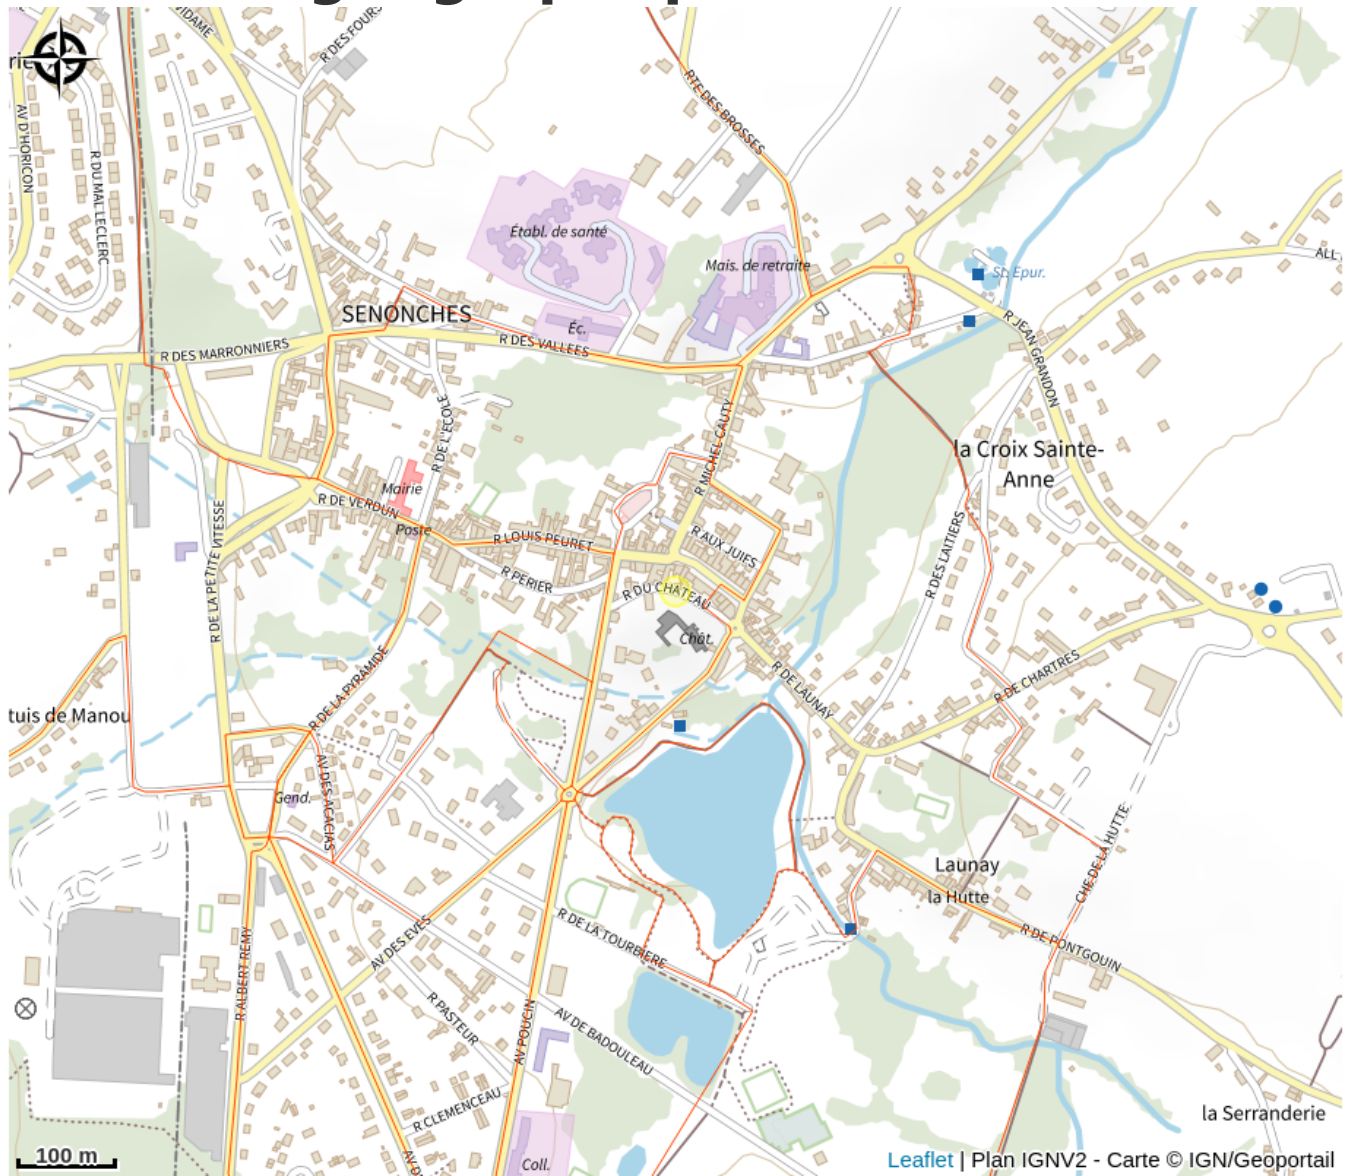 R DES FOURS
RTE DES BROSSES
AV D'HORICON
R DU MAL LECLERC
Établ. de santé
Mais. de retraite
St. Epur.
ALL
SENONCHES
Éc.
R DES VALLEES
R DES MARRONNIERS
R JEAN GRANDON
R DE L'ECOLE
R MICHEL CAUTY
la Croix Sainte-
Anne
Mairie
R DE VERDUN
Poste
R LOUIS PEURET
R AUX JUIFS
R PERIER
R DU CHATEAU
Chât.
R DES LAITIERS
R DE LA PETITE VITESSE
R DE LA PYRAMIDE
R DE LAUNAY
R DE CHARTRES
tuis de Manou
AV DES ACACIAS
Gend.
CHE DE LA HUTTE
Launay
la Hutte
R DE PONTGOUIN
R DE LA TOURBIERE
AV DES EVES
R ALBERT REMY
R PASTEUR
AV POUCIN
AV DE BADOULEAU
R CLEMENCEAU
la Serranderie
Coll.
100 m
Leaflet | Plan IGNV2 - Carte © IGN/Geoportail